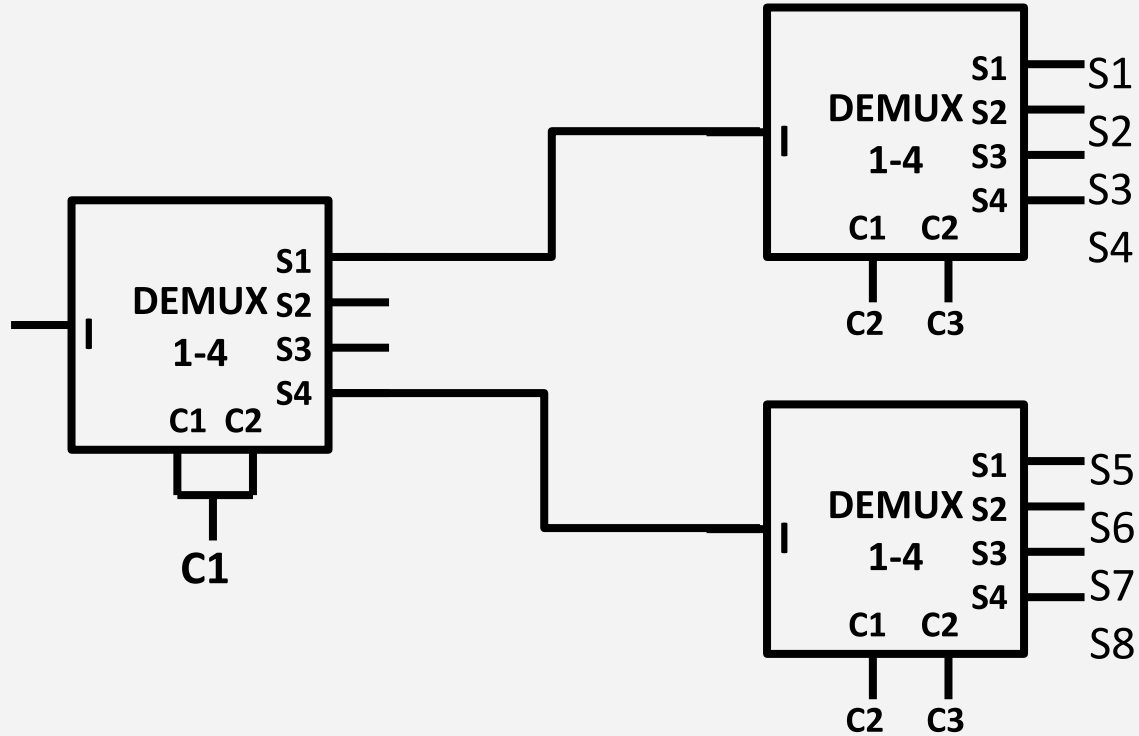 S1
DEMUX S2
1-4
S3
S4
C1 C2
C1
I
S1
DEMUX S2
1-4
S3
S4
C1 C2
C2 C3
I
S1
S2
S3
S4
S1
DEMUX S2
1-4
S3
S4
C1 C2
C2 C3
I
S5
S6
S7
S8